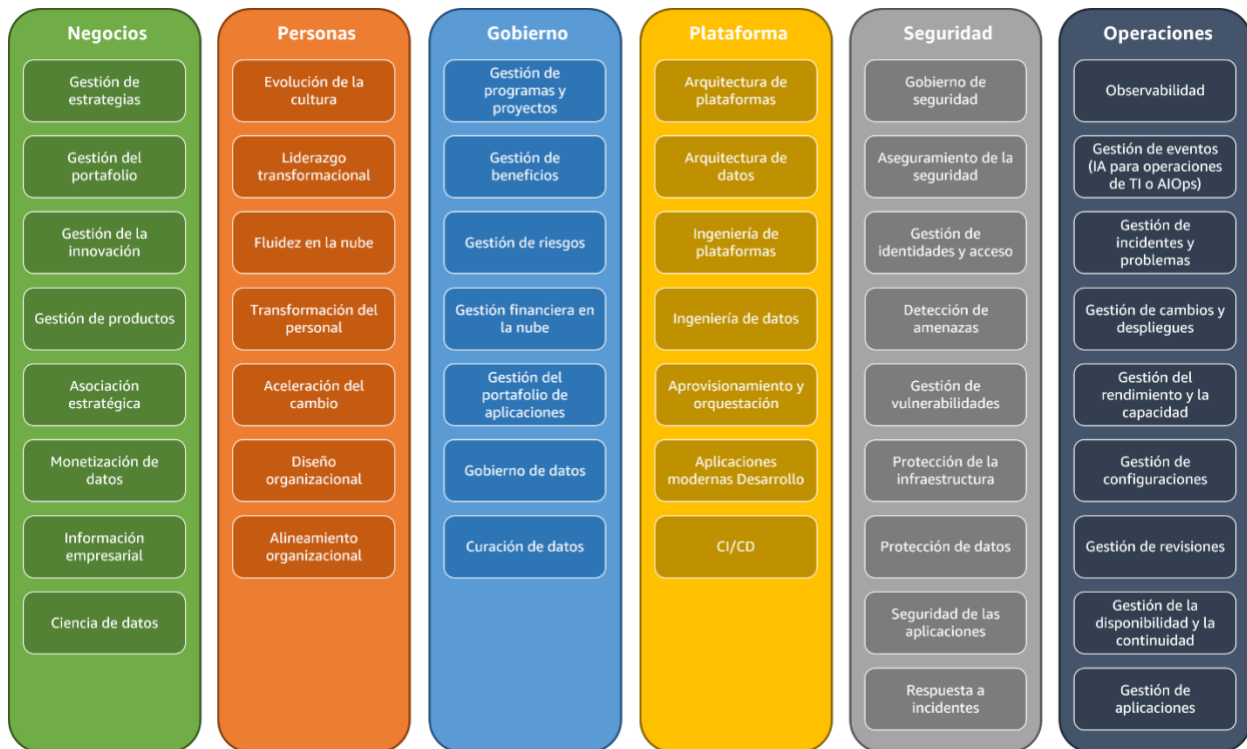 Negocios
Gestión de
estrategias
Gestión del
portafolio
Gestión de la
innovación
Gestión de productos
Asociación
estratégica
Monetización de
datos
Información
empresarial
Ciencia de datos
Personas
Evolución de la
cultura
Liderazgo
transformacional
Fluidez en la nube
Transformación del
personal
Aceleración del
cambio
Diseño
organizacional
Alineamiento
organizacional
Gobierno
Gestión de
programas y
proyectos
Gestión de
beneficios
Gestión de riesgos
Gestión financiera en
la nube
Gestión del
portafolio de
aplicaciones
Gobierno de datos
Curación de datos
Plataforma
Arquitectura de
plataformas
Arquitectura de
datos
Ingeniería de
plataformas
Ingeniería de datos
Aprovisionamiento y
orquestación
Aplicaciones
modernas Desarrollo
CI/CD
Seguridad
Gobierno de
seguridad
Aseguramiento de la
seguridad
Gestión de
identidades y acceso
Detección de
amenazas
Gestión de
vulnerabilidades
Protección de la
infraestructura
Protección de datos
Seguridad de las
aplicaciones
Respuesta a
incidentes
Operaciones
Observabilidad
Gestión de eventos
(IA para operaciones
de TI o AIOps)
Gestión de
incidentes y
problemas
Gestión de cambios y
despliegues
Gestión del
rendimiento y la
capacidad
Gestión de
configuraciones
Gestión de revisiones
Gestión de la
disponibilidad y la
continuidad
Gestión de
aplicaciones